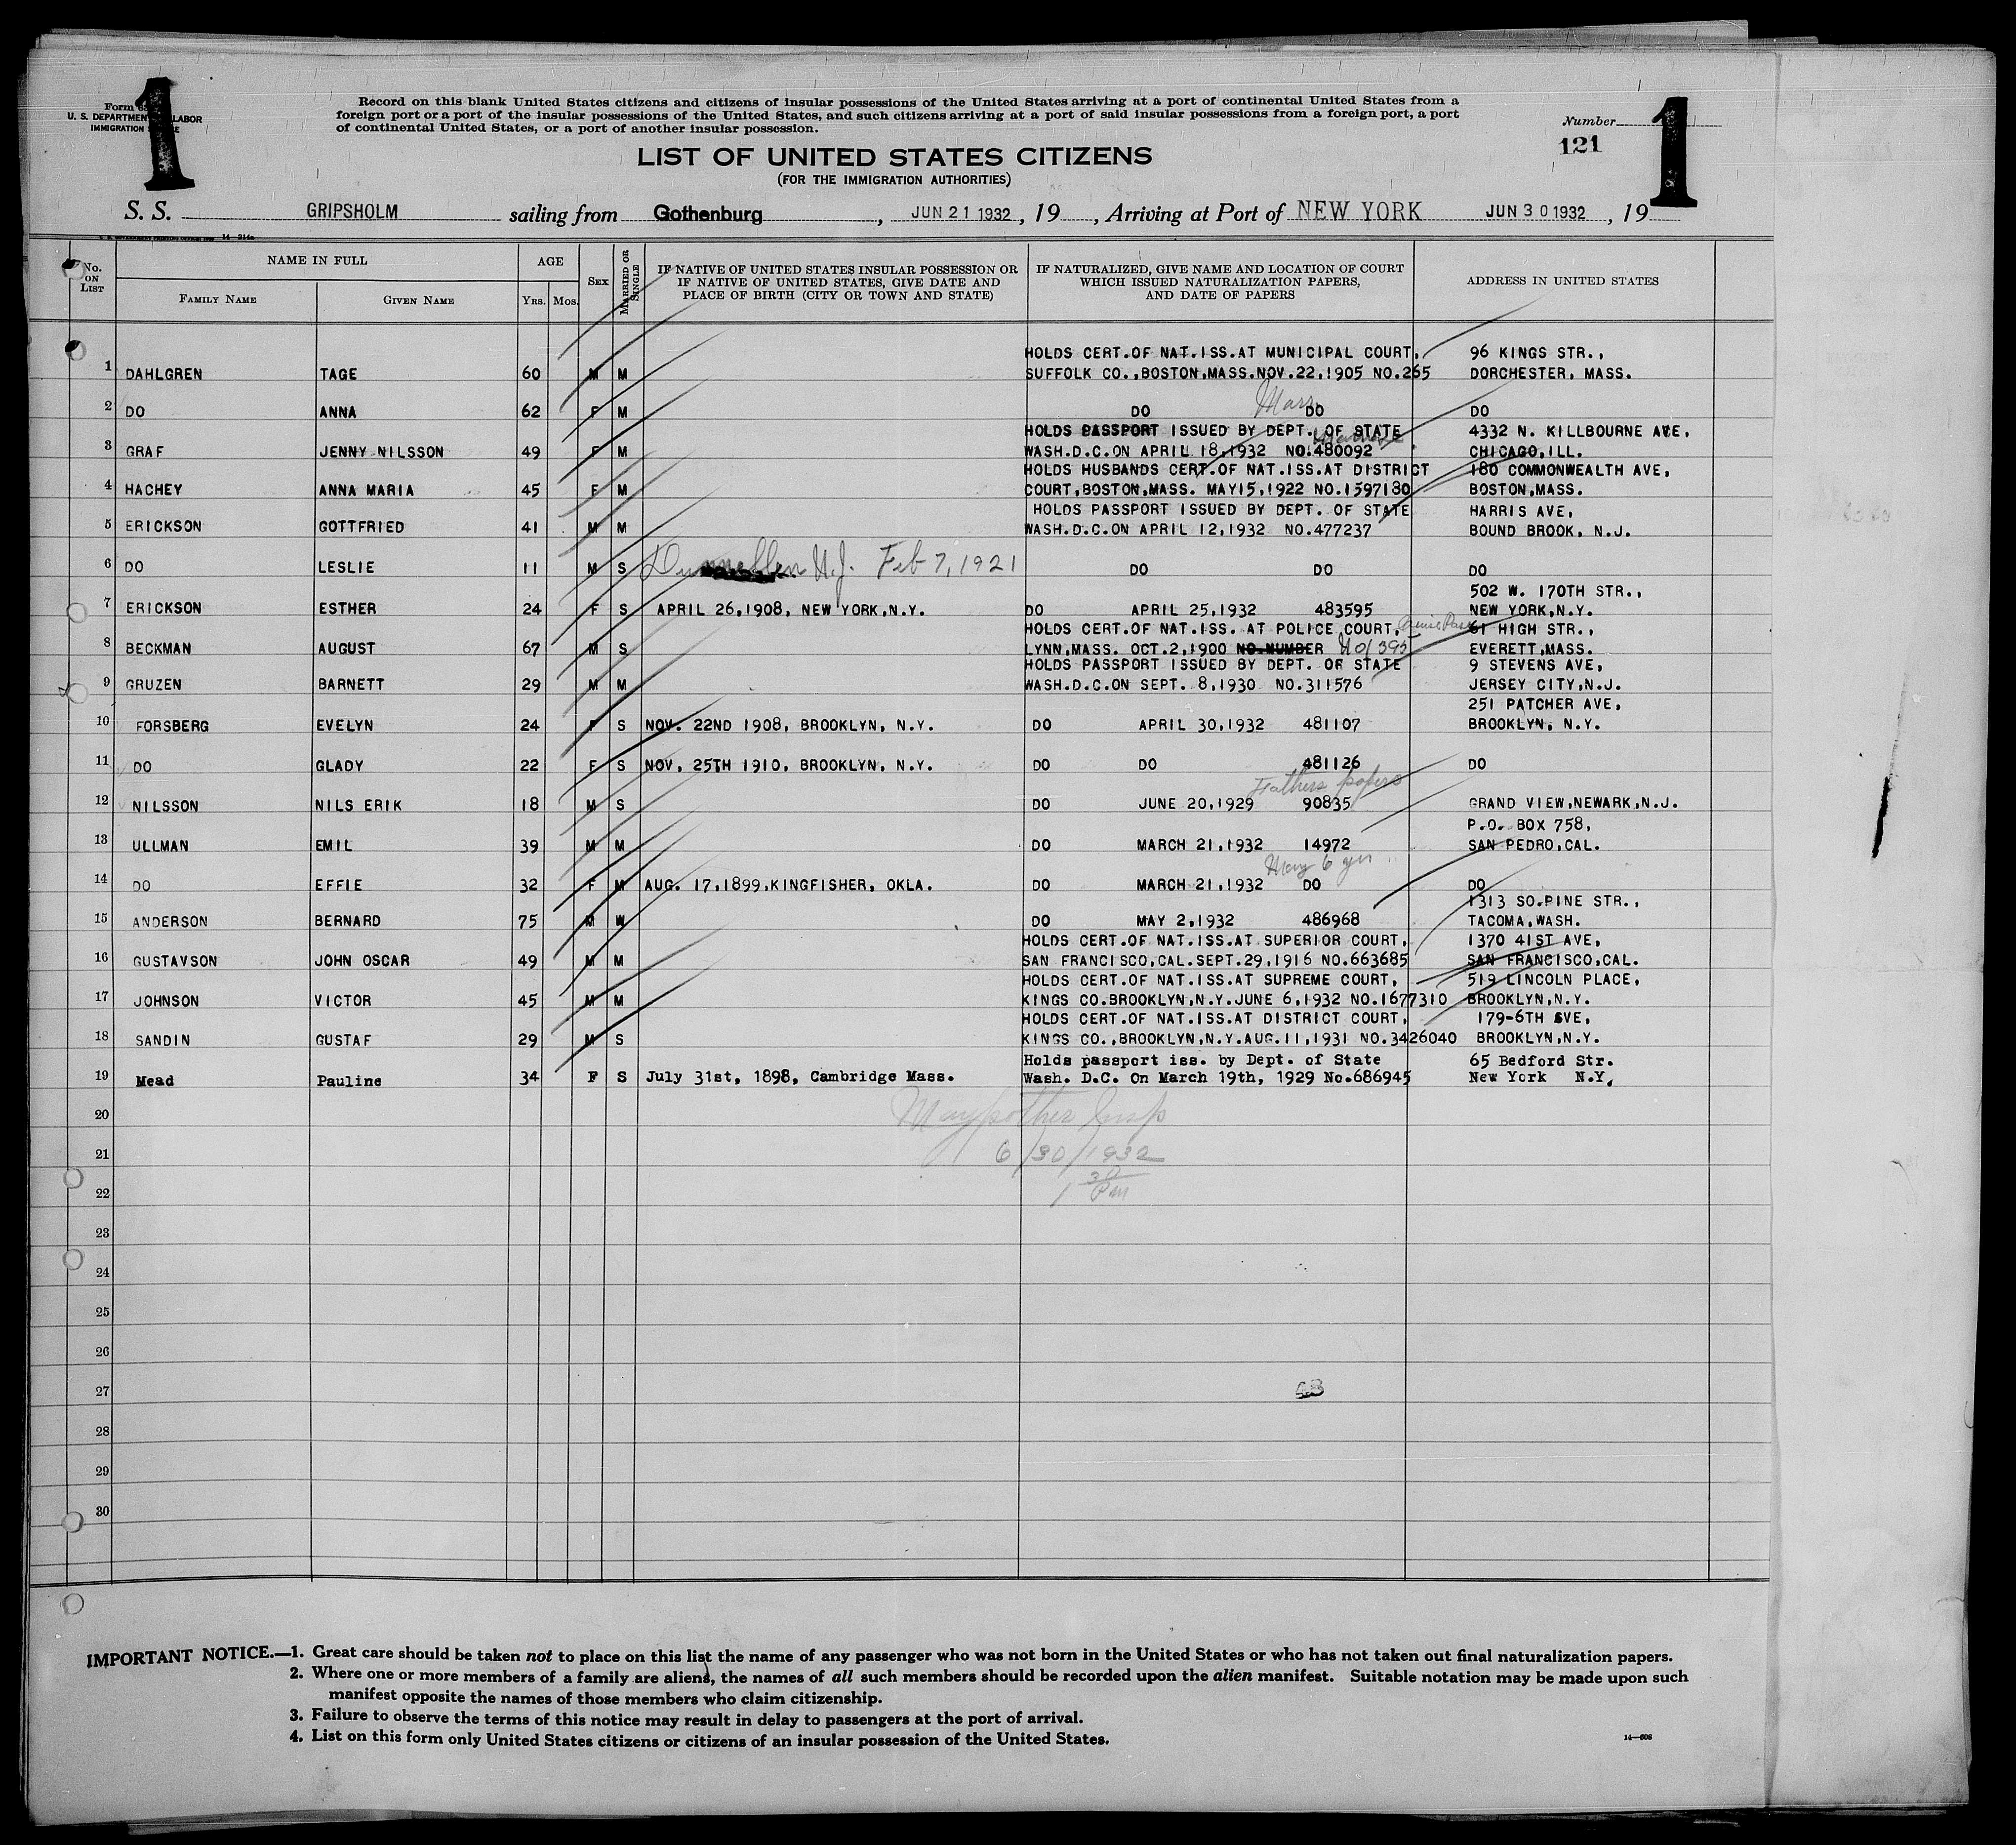 1
Form 63
U. S. DEPARTMENT LABOR
IMMIGRATION
Record on this blank United States citizens and citizens of insular possessions of the United States arriving at a port of continental United States from a
foreign port or a port of the insular possessions of the United States, and such citizens arriving at a port of said insular possessions from a foreign port, a port
of continental United States, or a port of another insular possession.
Number
121
1
LIST OF UNITED STATES CITIZENS
(FOR THE IMMIGRATION AUTHORITIES)
S. S. GRIPSHOLM sailing from Gothenburg, JUN 21 1932, 19 , Arriving at Port of NEW YORK JUN 30 1932, 19
14—214a
No. ON LIST
NAME IN FULL
FAMILY NAME
GIVEN NAME
AGE
YRS. MOS.
SEX
MARRIED OR SINGLE
IF NATIVE OF UNITED STATES INSULAR POSSESSION OR
IF NATIVE OF UNITED STATES, GIVE DATE AND
PLACE OF BIRTH (CITY OR TOWN AND STATE)
IF NATURALIZED, GIVE NAME AND LOCATION OF COURT
WHICH ISSUED NATURALIZATION PAPERS,
AND DATE OF PAPERS
ADDRESS IN UNITED STATES
HOLDS CERT.OF NAT.ISS.AT MUNICIPAL COURT, 96 KINGS STR.,
1 DAHLGREN TAGE 60 M M SUFFOLK CO.,BOSTON,MASS.NOV.22,1905 NO.265 DORCHESTER, MASS.
Mass
2 DO ANNA 62 F M DO DO DO
HOLDS PASSPORT ISSUED BY DEPT. OF STATE 4332 N. KILLBOURNE AVE,
3 GRAF JENNY NILSSON 49 F M WASH.D.C.ON APRIL 18,1932 NO.480092 CHICAGO,ILL.
HOLDS HUSBANDS CERT.OF NAT.ISS.AT DISTRICT 180 COMMONWEALTH AVE,
4 HACHEY ANNA MARIA 45 F M COURT,BOSTON,MASS. MAY15,1922 NO.1597180 BOSTON,MASS.
HOLDS PASSPORT ISSUED BY DEPT. OF STATE HARRIS AVE,
5 ERICKSON GOTTFRIED 41 M M WASH.D.C.ON APRIL 12,1932 NO.477237 BOUND BROOK, N.J.
6 DO LESLIE 11 M S Dunnellen N.J. Feb 7, 1921 DO DO DO
502 W. 170TH STR.,
7 ERICKSON ESTHER 24 F S APRIL 26,1908, NEW YORK,N.Y. DO APRIL 25,1932 483595 NEW YORK,N.Y.
HOLDS CERT.OF NAT.ISS. AT POLICE COURT, 61 HIGH STR.,
8 BECKMAN AUGUST 67 M S LYNN,MASS. OCT.2,1900 NO.NUMBER EVERETT,MASS.
HOLDS PASSPORT ISSUED BY DEPT. OF STATE 9 STEVENS AVE,
9 GRUZEN BARNETT 29 M M WASH.D.C.ON SEPT. 8,1930 NO.311576 JERSEY CITY,N.J.
251 PATCHER AVE,
10 FORSBERG EVELYN 24 F S NOV. 22ND 1908, BROOKLYN, N.Y. DO APRIL 30,1932 481107 BROOKLYN, N.Y.
11 DO GLADY 22 F S NOV, 25TH 1910, BROOKLYN, N.Y. DO DO 481126 DO
Fathers papers
12 NILSSON NILS ERIK 18 M S DO JUNE 20,1929 90835 GRAND VIEW,NEWARK,N.J.
P.O. BOX 758,
13 ULLMAN EMIL 39 M M DO MARCH 21,1932 14972 SAN PEDRO,CAL.
14 DO EFFIE 32 F M AUG. 17,1899,KINGFISHER, OKLA. DO MARCH 21,1932 DO DO
1313 SO.PINE STR.,
15 ANDERSON BERNARD 75 M W DO MAY 2,1932 486968 TACOMA,WASH.
HOLDS CERT.OF NAT.ISS.AT SUPERIOR COURT, 1370 41ST AVE,
16 GUSTAVSON JOHN OSCAR 49 M M SAN FRANCISCO,CAL.SEPT.29,1916 NO.663685 SAN FRANCISCO,CAL.
HOLDS CERT.OF NAT.ISS.AT SUPREME COURT, 519 LINCOLN PLACE,
17 JOHNSON VICTOR 45 M M KINGS CO.BROOKLYN,N.Y.JUNE 6,1932 NO.1677310 BROOKLYN,N.Y.
HOLDS CERT.OF NAT.ISS.AT DISTRICT COURT, 179-6TH AVE,
18 SANDIN GUSTAF 29 M S KINGS CO.,BROOKLYN,N.Y.AUG.11,1931 NO.3426040 BROOKLYN,N.Y.
Holds passport iss. by Dept. of State 65 Bedford Str.
19 Mead Pauline 34 F S July 31st, 1898, Cambridge Mass. Wash. D.C. On March 19th, 1929 No.686945 New York N.Y.
20
Maypother Insp
21 6/30/1932
22 1 30 Pm
23
24
25
26
27
28
29
30
IMPORTANT NOTICE.—1. Great care should be taken not to place on this list the name of any passenger who was not born in the United States or who has not taken out final naturalization papers.
2. Where one or more members of a family are aliens, the names of all such members should be recorded upon the alien manifest. Suitable notation may be made upon such
manifest opposite the names of those members who claim citizenship.
3. Failure to observe the terms of this notice may result in delay to passengers at the port of arrival.
4. List on this form only United States citizens or citizens of an insular possession of the United States.
14—608